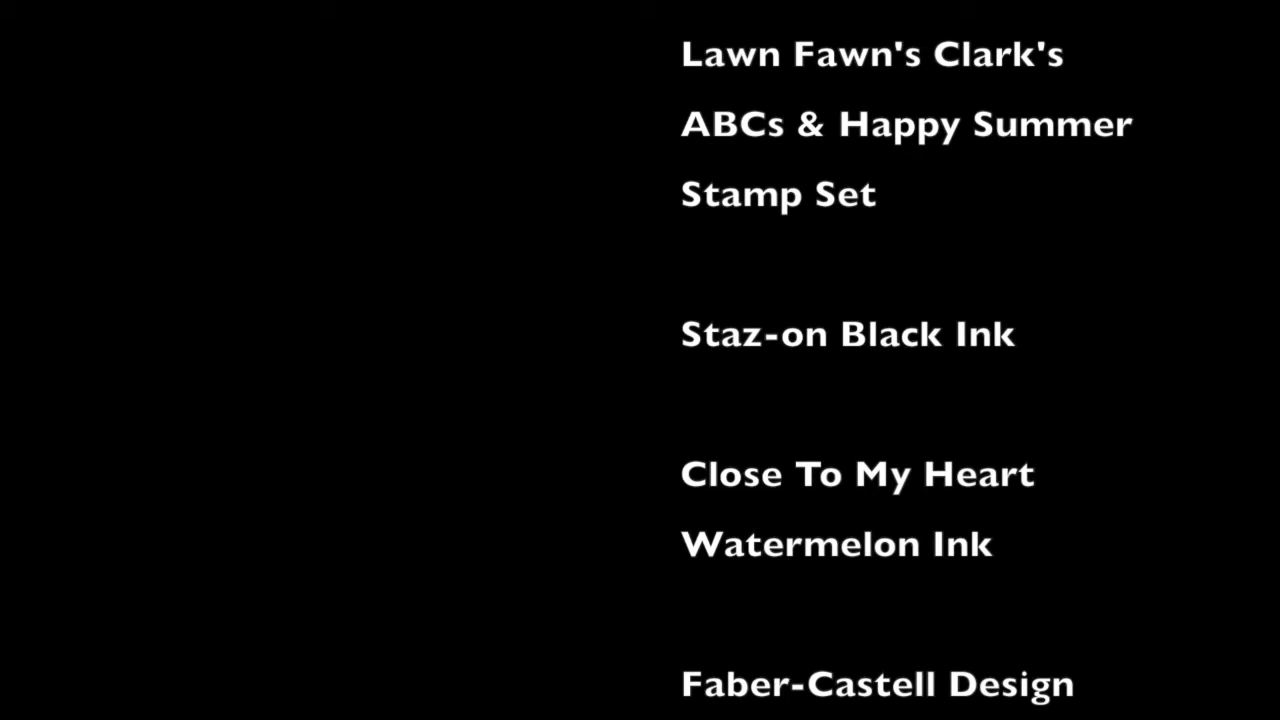 Lawn Fawn's Clark's
ABCs & Happy Summer
Stamp Set
Staz-on Black Ink
Close To My Heart
Watermelon Ink
Faber-Castell Design